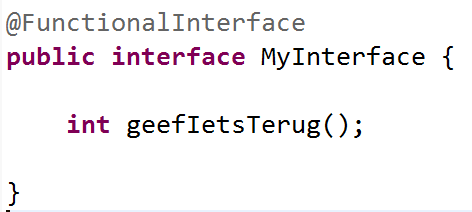 @FunctionalInterface
public interface MyInterface {
int geefIetsTerug();
}